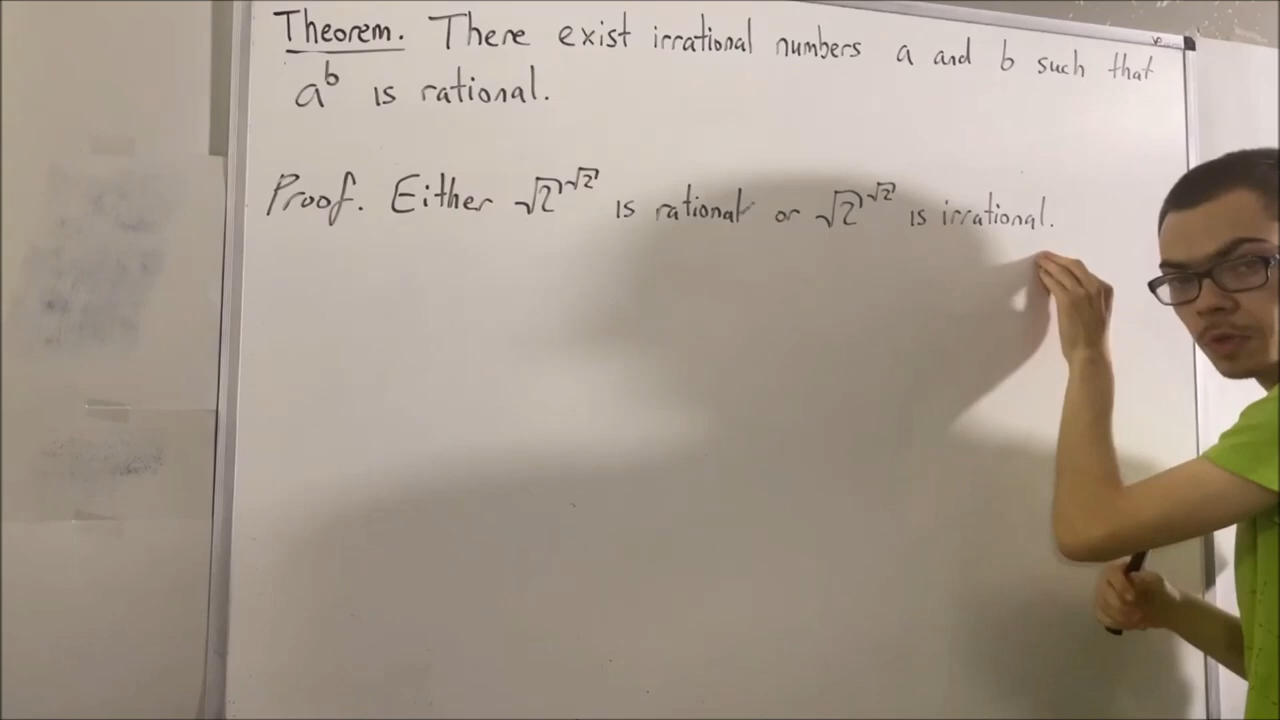 Theorem. There exist irrational numbers a and b such that
a^b is rational.
Proof. Either √2^√2 is rational or √2^√2 is irrational.